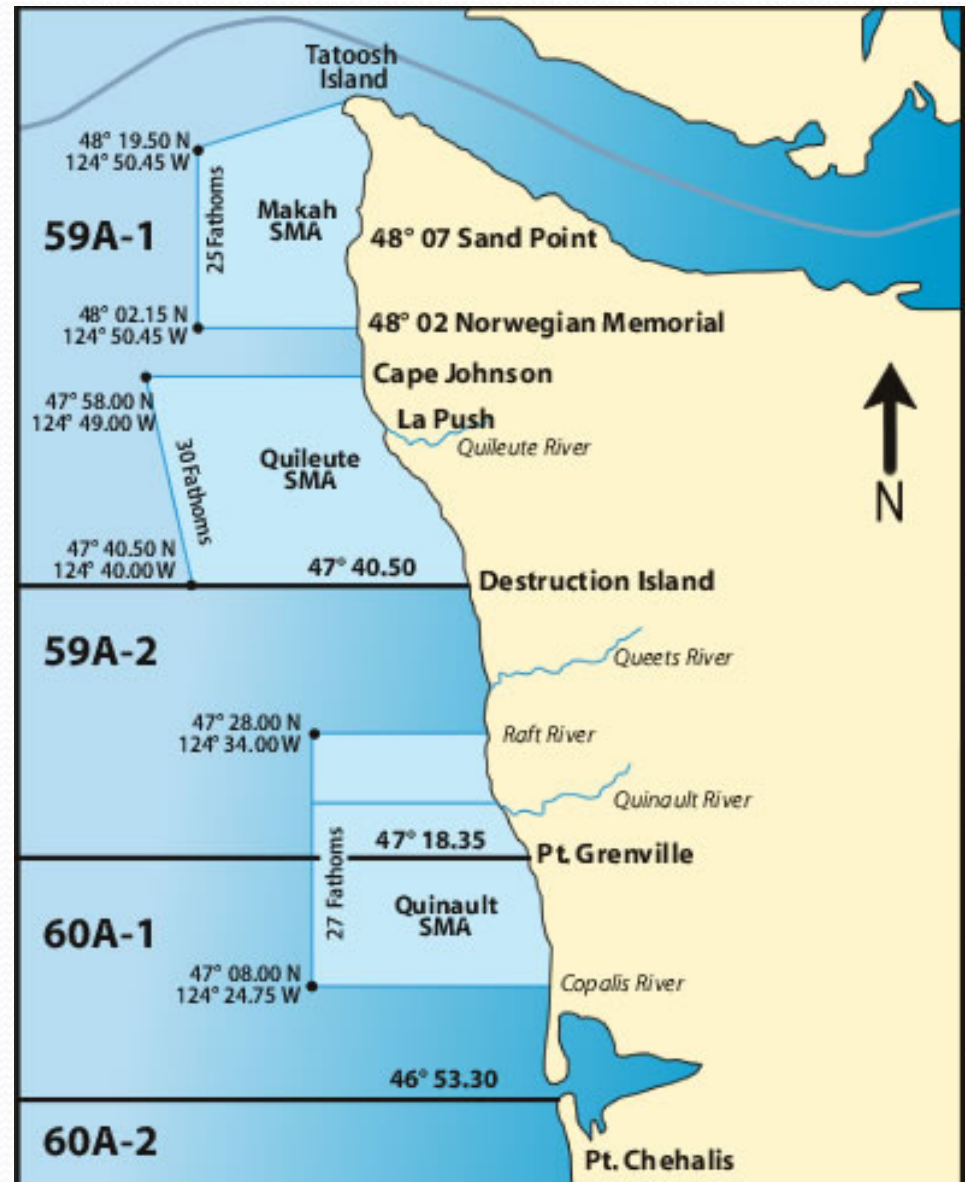 Tatoosh
Island
48° 19.50 N
124° 50.45 W
25 Fathoms
Makah
SMA
59A-1
48° 07 Sand Point
48° 02.15 N
124° 50.45 W
48° 02 Norwegian Memorial
Cape Johnson
47° 58.00 N
124° 49.00 W
La Push
Quileute River
30 Fathoms
Quileute
SMA
N
47° 40.50 N
124° 40.00 W
47° 40.50
Destruction Island
59A-2
Queets River
47° 28.00 N
124° 34.00 W
Raft River
Quinault River
27 Fathoms
47° 18.35
Pt. Grenville
60A-1
Quinault
SMA
47° 08.00 N
124° 24.75 W
Copalis River
46° 53.30
60A-2
Pt. Chehalis